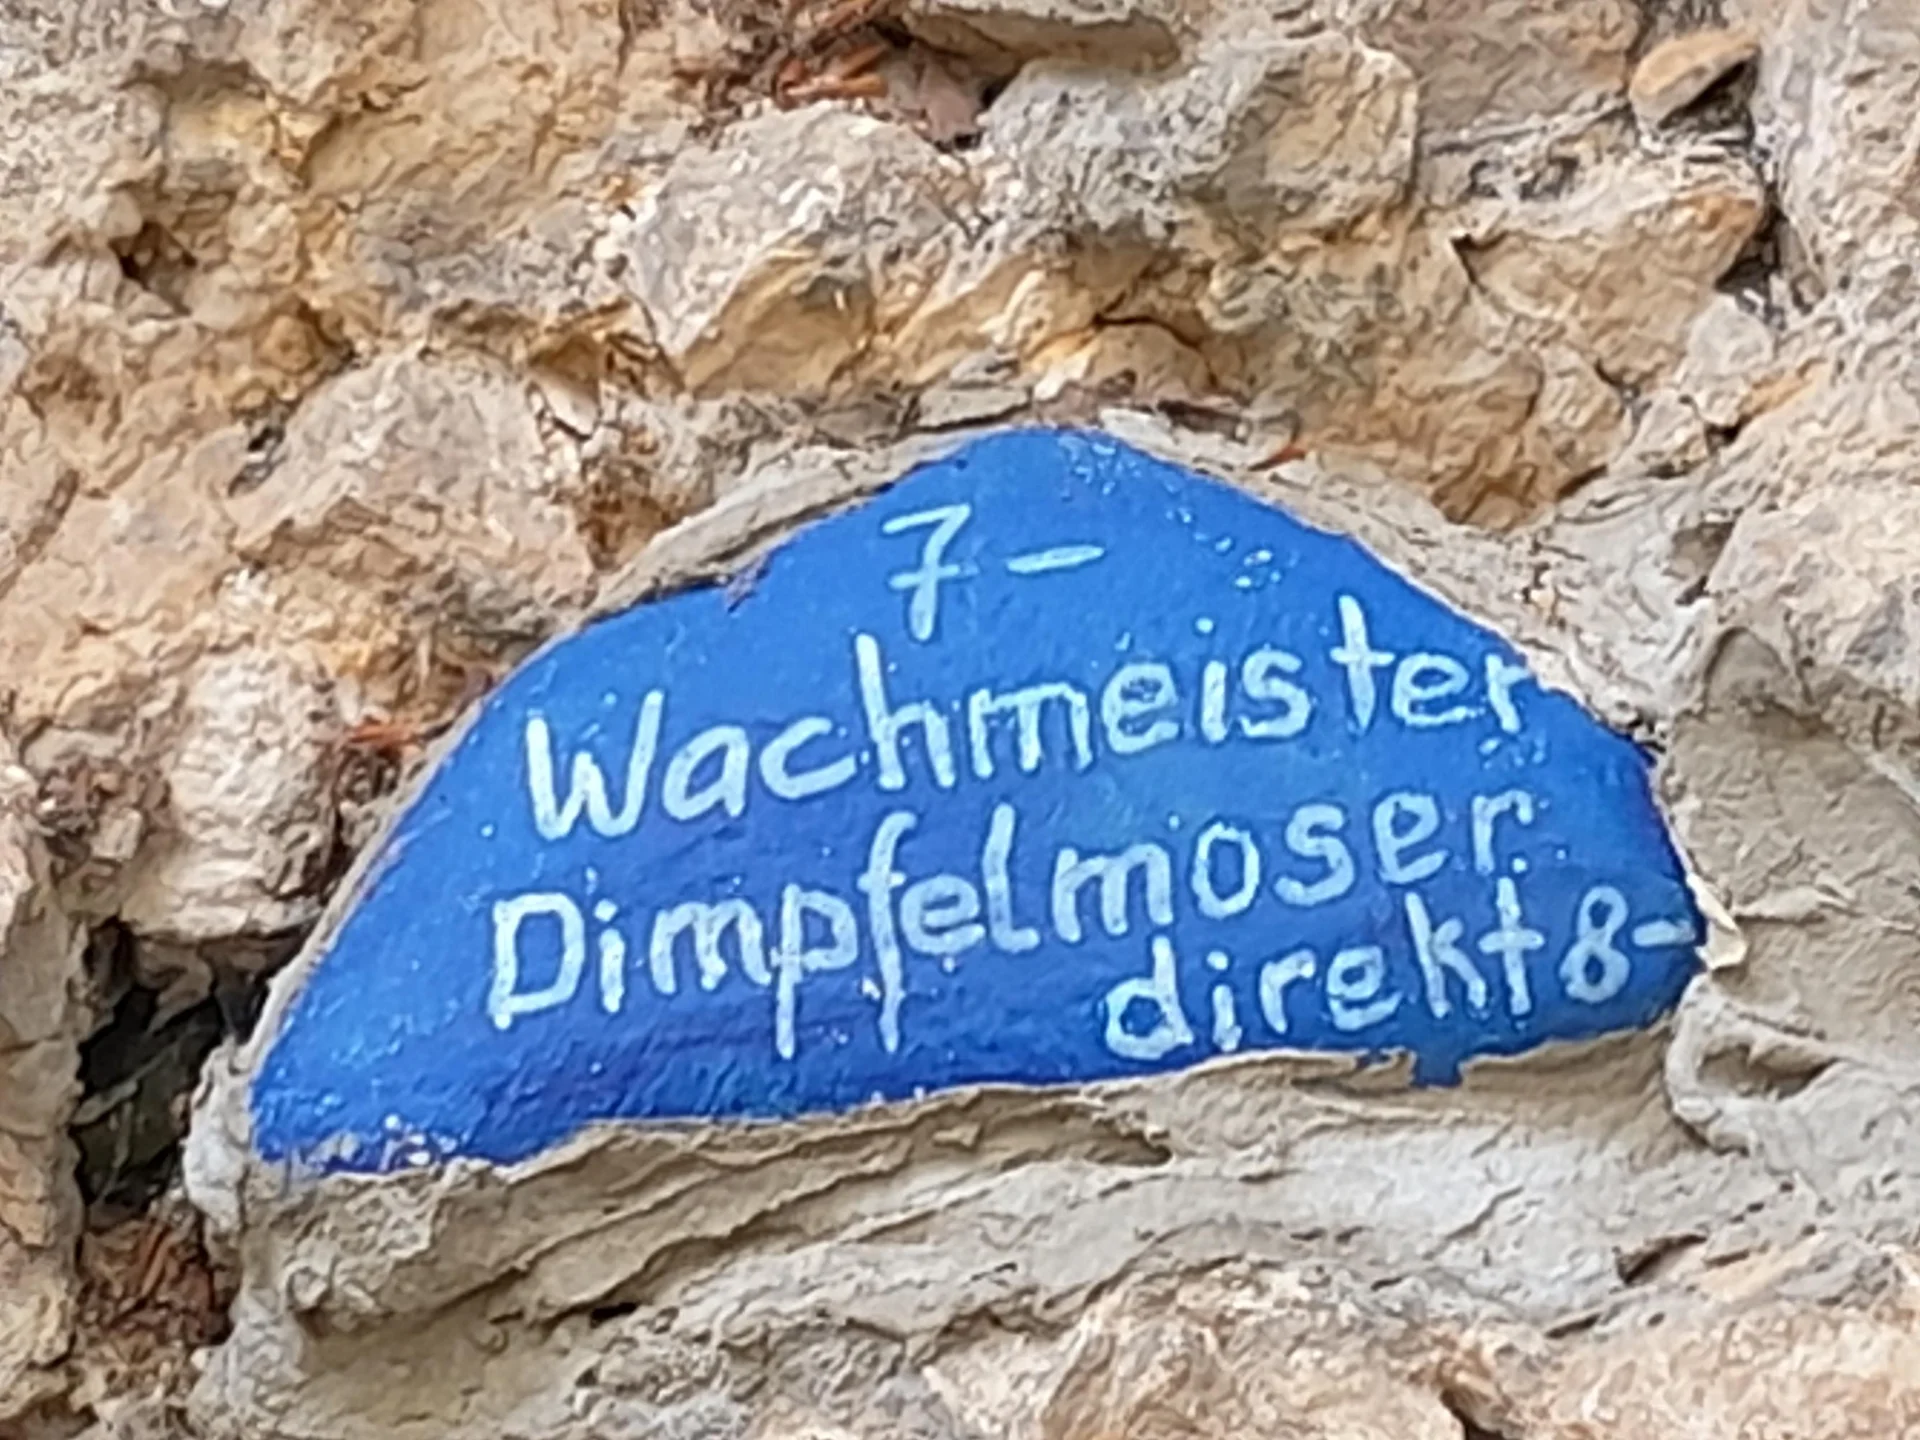 7-
Wachmeister
Dimpfelmoser
direkt 8-